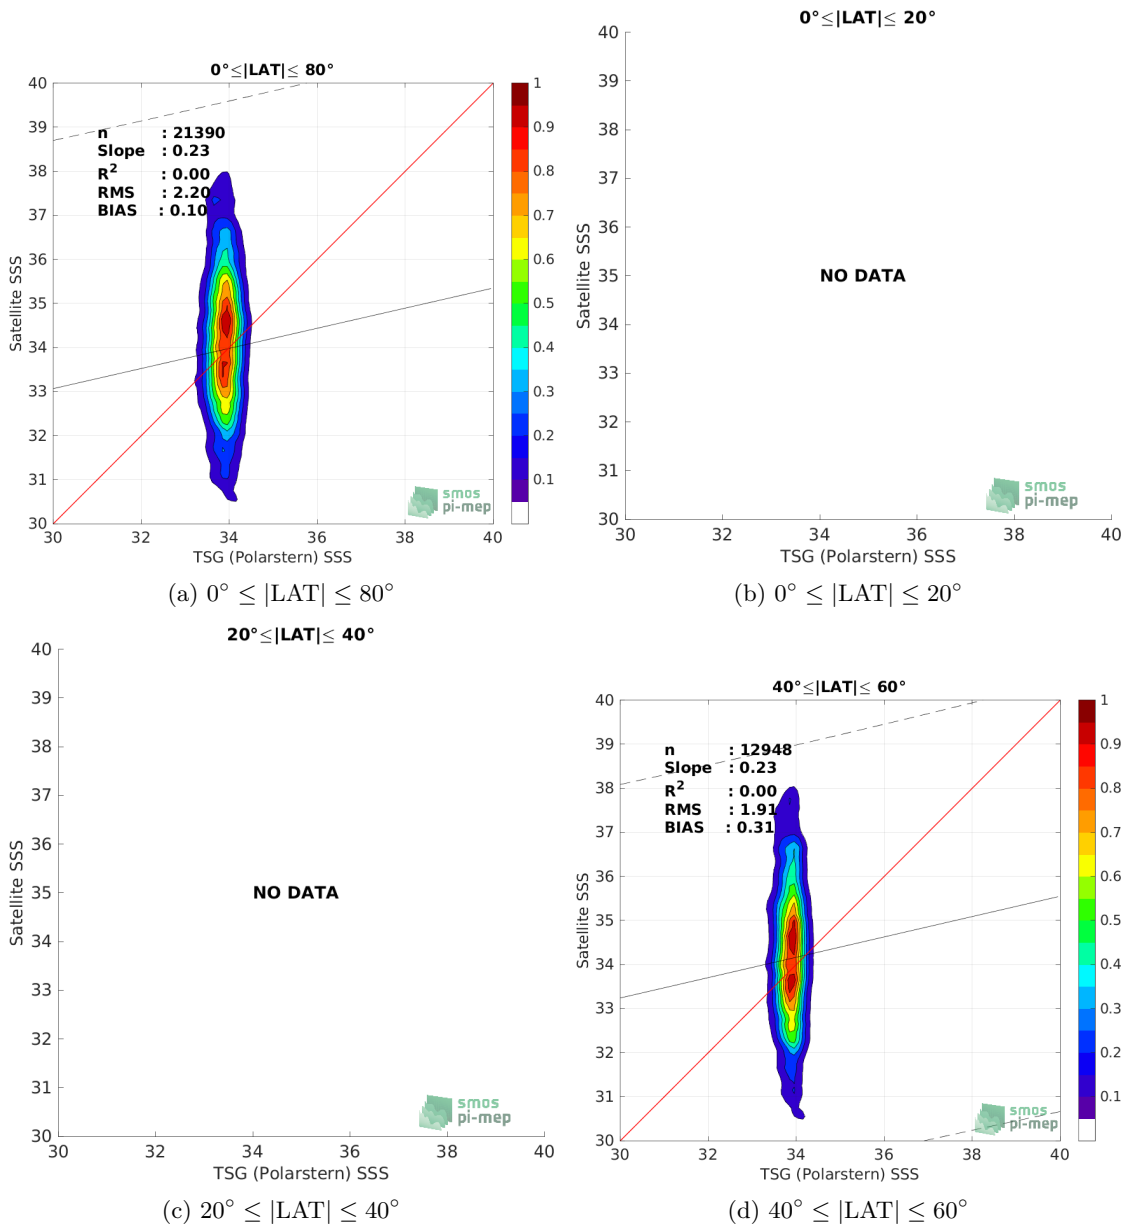 0°≤|LAT|≤ 80°
40
39
38
37
36
35
34
33
32
31
30
Satellite SSS
n : 21390
Slope : 0.23
R² : 0.00
RMS : 2.20
BIAS : 0.10
1
0.9
0.8
0.7
0.6
0.5
0.4
0.3
0.2
0.1
smos
pi-mep
30 32 34 36 38 40
TSG (Polarstern) SSS
(a) 0° ≤ |LAT| ≤ 80°
0°≤|LAT|≤ 20°
40
39
38
37
36
35
34
33
32
31
30
Satellite SSS
NO DATA
smos
pi-mep
30 32 34 36 38 40
TSG (Polarstern) SSS
(b) 0° ≤ |LAT| ≤ 20°
20°≤|LAT|≤ 40°
40
39
38
37
36
35
34
33
32
31
30
Satellite SSS
NO DATA
smos
pi-mep
30 32 34 36 38 40
TSG (Polarstern) SSS
(c) 20° ≤ |LAT| ≤ 40°
40°≤|LAT|≤ 60°
40
39
38
37
36
35
34
33
32
31
30
Satellite SSS
n : 12948
Slope : 0.23
R² : 0.00
RMS : 1.91
BIAS : 0.31
1
0.9
0.8
0.7
0.6
0.5
0.4
0.3
0.2
0.1
smos
pi-mep
30 32 34 36 38 40
TSG (Polarstern) SSS
(d) 40° ≤ |LAT| ≤ 60°